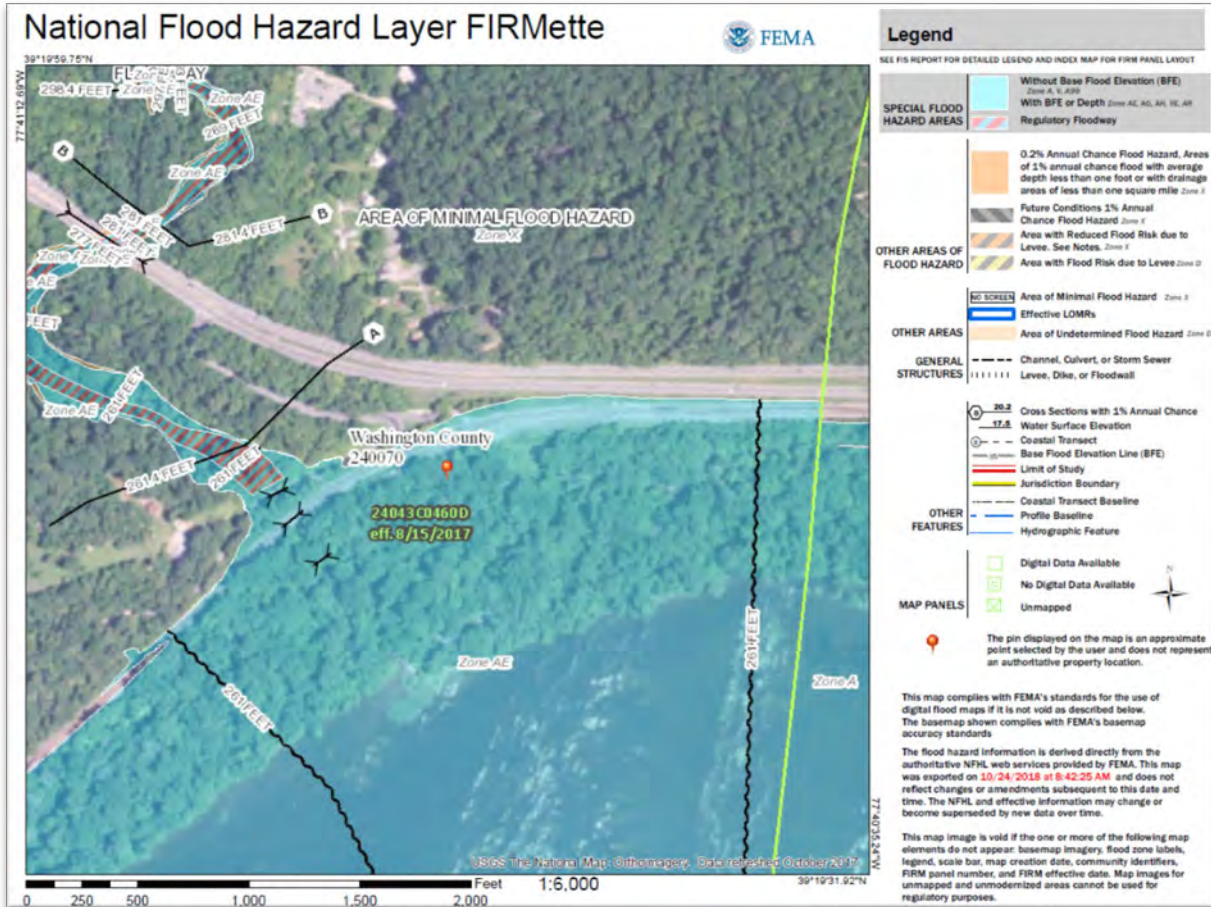 National Flood Hazard Layer FIRMette
FEMA
39°19'59.75"N
77°41'12.69"W
298.4 FEET
Zone AE
269 FEET
Zone AE
B
B
281.4 FEET
AREA OF MINIMAL FLOOD HAZARD
Zone X
A
Zone AE
261 FEET
261.4 FEET
261 FEET
Washington County
240070
24043C0460D
eff. 8/15/2017
261 FEET
Zone AE
261 FEET
Zone A
77°40'35.24"W
USGS The National Map: Orthoimagery. Data refreshed October 2017.
39°19'31.92"N
0 250 500 1,000 1,500 2,000
Feet
1:6,000
Legend
SEE FIS REPORT FOR DETAILED LEGEND AND INDEX MAP FOR FIRM PANEL LAYOUT
SPECIAL FLOOD
HAZARD AREAS
Without Base Flood Elevation (BFE)
Zone A, V, A99
With BFE or Depth Zone AE, AO, AH, VE, AR
Regulatory Floodway
0.2% Annual Chance Flood Hazard, Areas
of 1% annual chance flood with average
depth less than one foot or with drainage
areas of less than one square mile Zone X
Future Conditions 1% Annual
Chance Flood Hazard Zone X
OTHER AREAS OF
FLOOD HAZARD
Area with Reduced Flood Risk due to
Levee. See Notes. Zone X
Area with Flood Risk due to Levee Zone D
NO SCREEN Area of Minimal Flood Hazard Zone X
Effective LOMRs
OTHER AREAS
Area of Undetermined Flood Hazard Zone D
GENERAL
STRUCTURES
Channel, Culvert, or Storm Sewer
Levee, Dike, or Floodwall
B 20.2 Cross Sections with 1% Annual Chance
17.5 Water Surface Elevation
Coastal Transect
Base Flood Elevation Line (BFE)
Limit of Study
Jurisdiction Boundary
Coastal Transect Baseline
OTHER
FEATURES
Profile Baseline
Hydrographic Feature
Digital Data Available
No Digital Data Available
N
MAP PANELS
Unmapped
The pin displayed on the map is an approximate
point selected by the user and does not represent
an authoritative property location.
This map complies with FEMA's standards for the use of
digital flood maps if it is not void as described below.
The basemap shown complies with FEMA's basemap
accuracy standards
The flood hazard information is derived directly from the
authoritative NFHL web services provided by FEMA. This map
was exported on 10/24/2018 at 8:42:25 AM and does not
reflect changes or amendments subsequent to this date and
time. The NFHL and effective information may change or
become superseded by new data over time.
This map image is void if the one or more of the following map
elements do not appear: basemap imagery, flood zone labels,
legend, scale bar, map creation date, community identifiers,
FIRM panel number, and FIRM effective date. Map images for
unmapped and unmodernized areas cannot be used for
regulatory purposes.